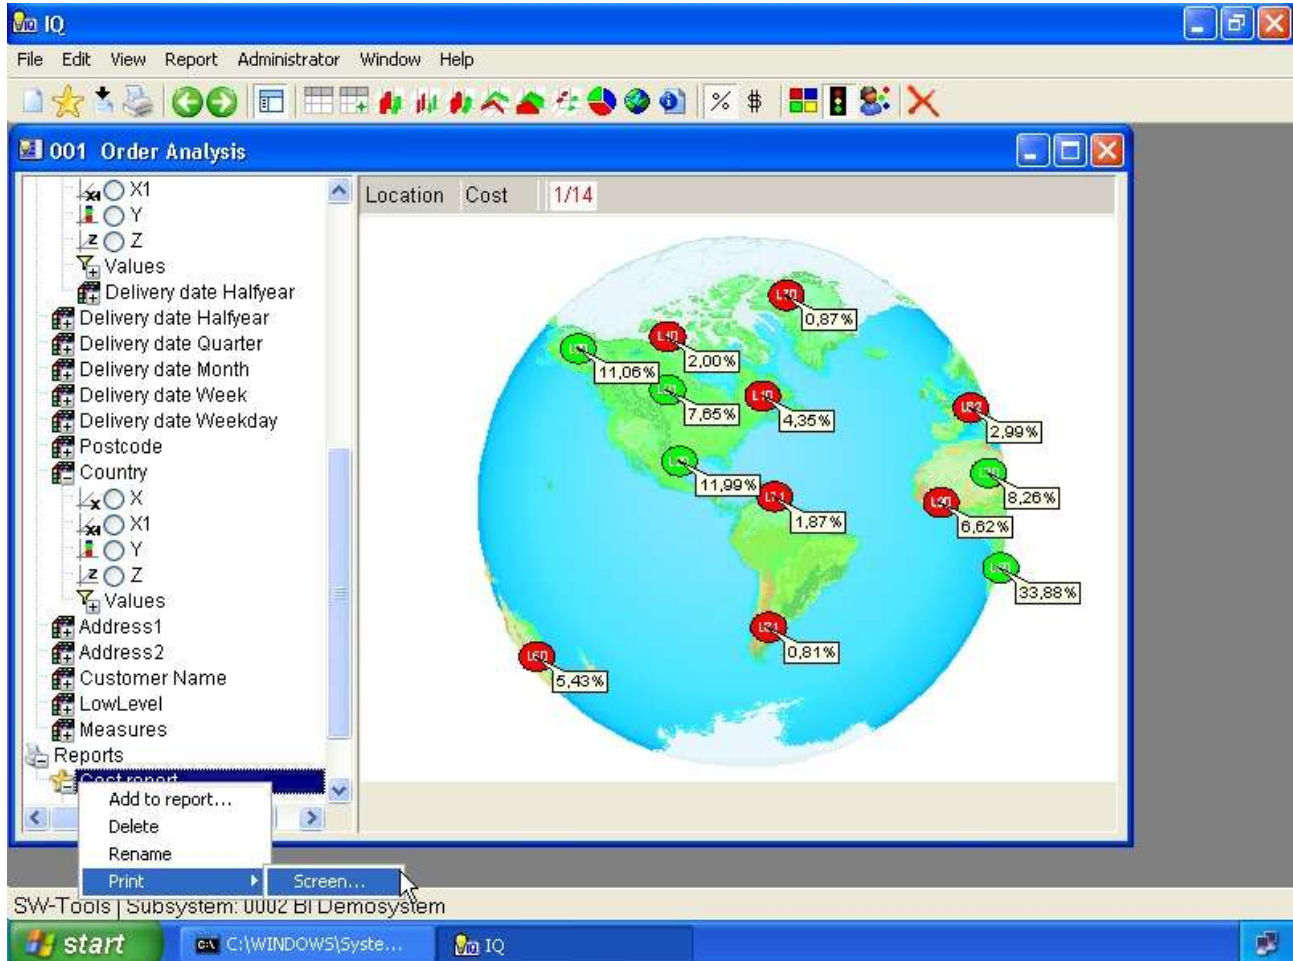 IQ
File Edit View Report Administrator Window Help
% $
001 Order Analysis
X1
Y
Z
Values
Delivery date Halfyear
Delivery date Halfyear
Delivery date Quarter
Delivery date Month
Delivery date Week
Delivery date Weekday
Postcode
Country
X
X1
Y
Z
Values
Address1
Address2
Customer Name
LowLevel
Measures
Reports
Cost report
Add to report...
Delete
Rename
Print
Screen...
Location Cost 1/14
0,87%
2,00%
11,06%
7,65%
4,35%
2,99%
11,99%
8,26%
1,87%
6,62%
33,88%
0,81%
L60
5,43%
SW-Tools Subsystem: 0002 BI Demosystem
start C:\WINDOWS\Syste... IQ